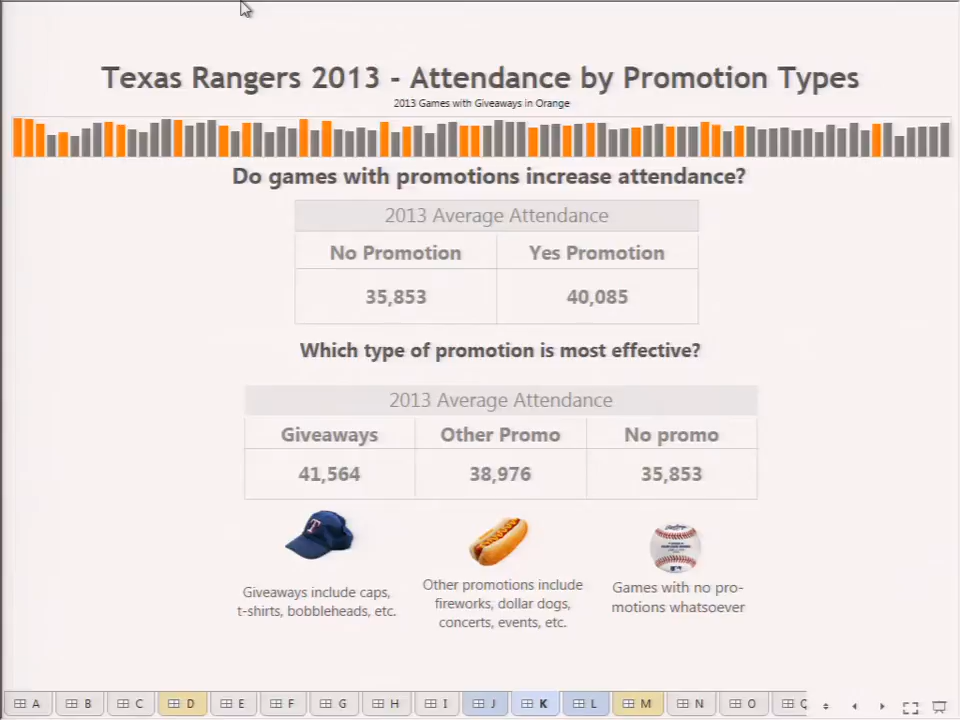 Texas Rangers 2013 - Attendance by Promotion Types
2013 Games with Giveaways in Orange
Do games with promotions increase attendance?
2013 Average Attendance
No Promotion Yes Promotion
35,853 40,085
Which type of promotion is most effective?
2013 Average Attendance
Giveaways Other Promo No promo
41,564 38,976 35,853
T
Giveaways include caps,
t-shirts, bobbleheads, etc.
Other promotions include
fireworks, dollar dogs,
concerts, events, etc.
Rawlings
Games with no pro-
motions whatsoever
A B C D E F G H I J K L M N O